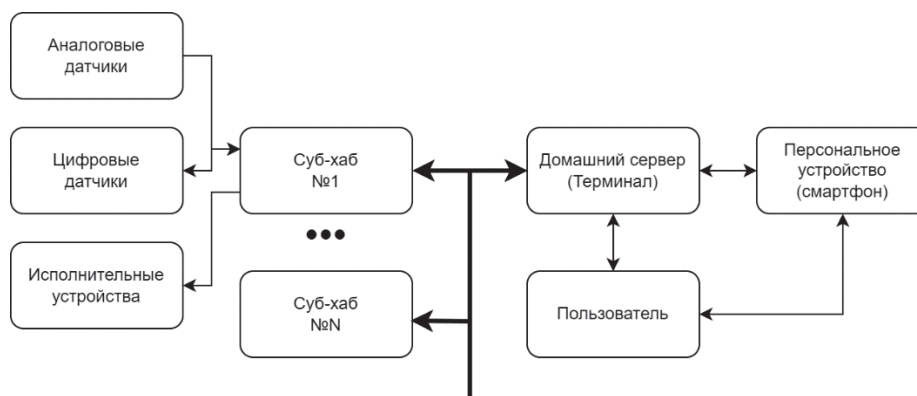 Аналоговые
датчики
Цифровые
датчики
Исполнительные
устройства
Суб-хаб
№1
Суб-хаб
№N
Домашний сервер
(Терминал)
Пользователь
Персональное
устройство
(смартфон)